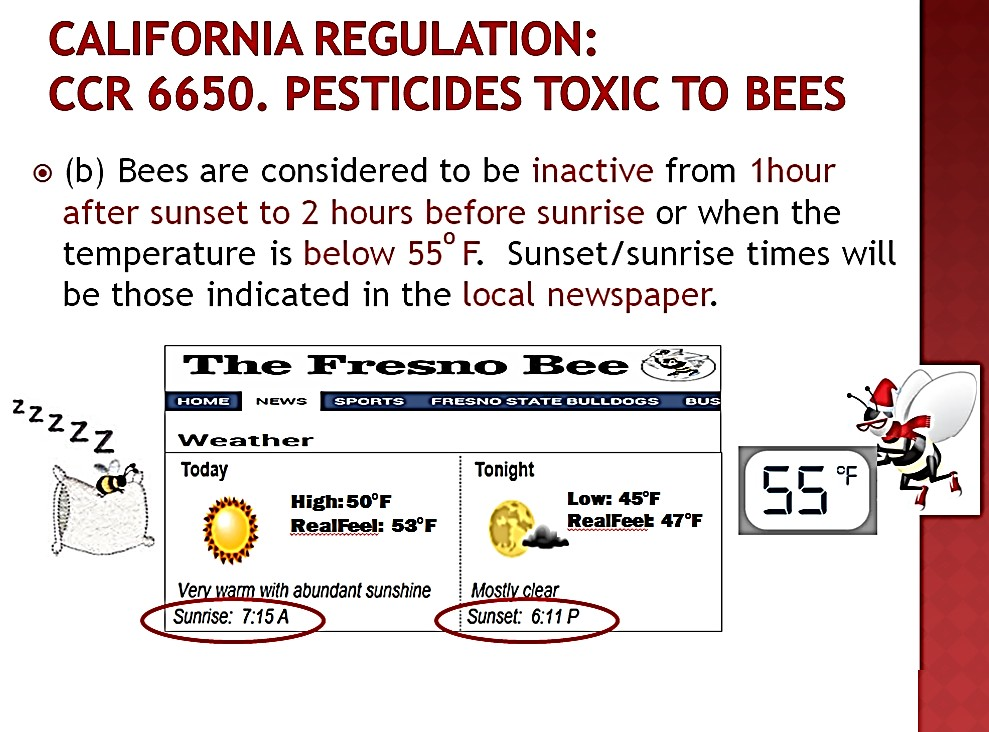 CALIFORNIA REGULATION:
CCR 6650. PESTICIDES TOXIC TO BEES
(b) Bees are considered to be inactive from 1hour
after sunset to 2 hours before sunrise or when the
temperature is below 55° F. Sunset/sunrise times will
be those indicated in the local newspaper.
The Fresno Bee
HOME NEWS SPORTS FRESNO STATE BULLDOGS BUS
Weather
Today
High: 50°F
RealFeel: 53°F
Very warm with abundant sunshine
Sunrise: 7:15 A
Tonight
Low: 45°F
RealFeel: 47°F
Mostly clear
Sunset: 6:11 P
z z z z z
55 °F